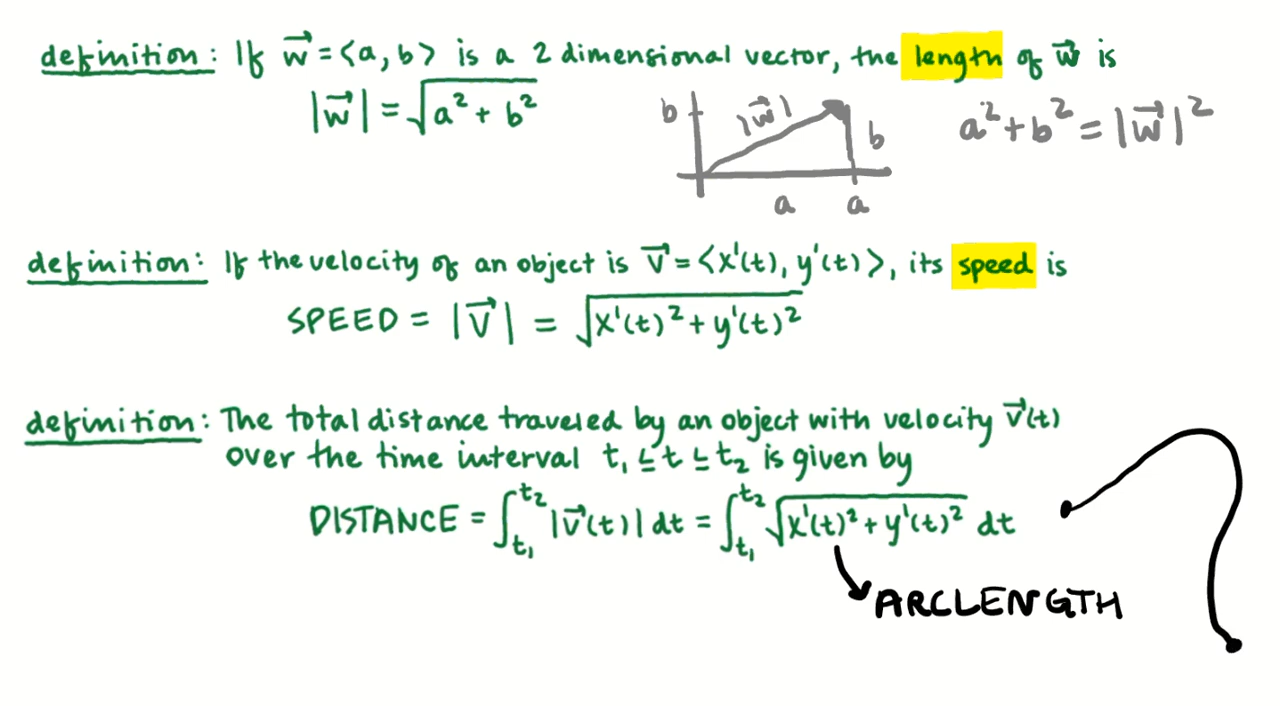 definition: If w⃗ = ⟨a, b⟩ is a 2 dimensional vector, the length of w⃗ is
|w⃗| = √(a² + b²)
b |w⃗| b a a
a² + b² = |w⃗|²
definition: If the velocity of an object is v⃗ = ⟨x'(t), y'(t)⟩, its speed is
SPEED = |v⃗| = √(x'(t)² + y'(t)²)
definition: The total distance traveled by an object with velocity v⃗(t)
over the time interval t₁ ≤ t ≤ t₂ is given by
DISTANCE = ∫_{t₁}^{t₂} |v⃗(t)| dt = ∫_{t₁}^{t₂} √(x'(t)² + y'(t)²) dt
ARCLENGTH